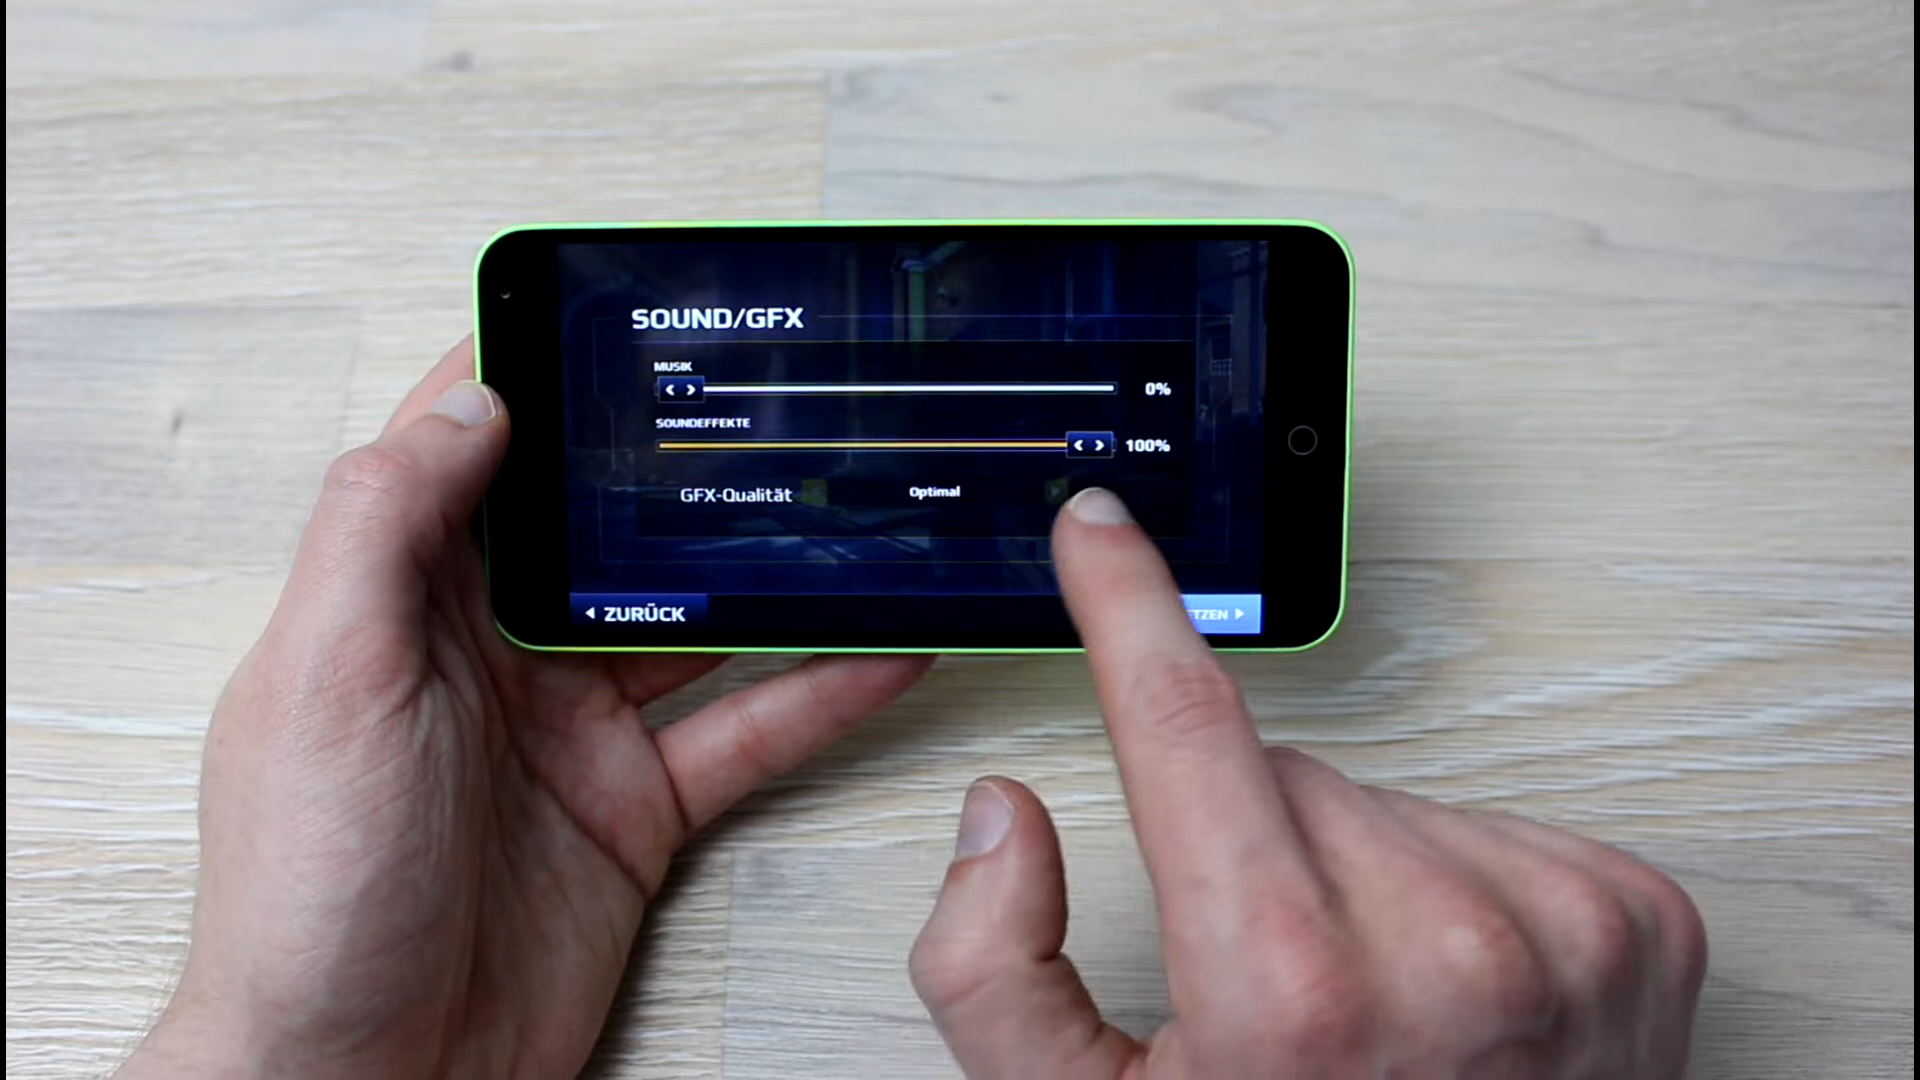 SOUND/GFX
MUSIK
0%
SOUNDEFFEKTE
100%
GFX-Qualität
Optimal
ZURÜCK